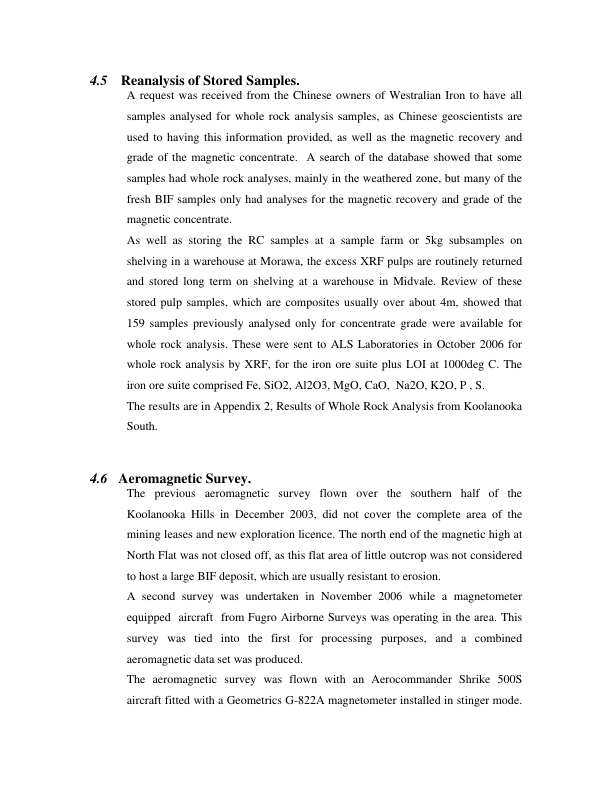 4.5 Reanalysis of Stored Samples.
A request was received from the Chinese owners of Westralian Iron to have all
samples analysed for whole rock analysis samples, as Chinese geoscientists are
used to having this information provided, as well as the magnetic recovery and
grade of the magnetic concentrate.  A search of the database showed that some
samples had whole rock analyses, mainly in the weathered zone, but many of the
fresh BIF samples only had analyses for the magnetic recovery and grade of the
magnetic concentrate.
As well as storing the RC samples at a sample farm or 5kg subsamples on
shelving in a warehouse at Morawa, the excess XRF pulps are routinely returned
and stored long term on shelving at a warehouse in Midvale. Review of these
stored pulp samples, which are composites usually over about 4m, showed that
159 samples previously analysed only for concentrate grade were available for
whole rock analysis. These were sent to ALS Laboratories in October 2006 for
whole rock analysis by XRF, for the iron ore suite plus LOI at 1000deg C. The
iron ore suite comprised Fe, SiO2, Al2O3, MgO, CaO,  Na2O, K2O, P , S.
The results are in Appendix 2, Results of Whole Rock Analysis from Koolanooka
South.
4.6 Aeromagnetic Survey.
The previous aeromagnetic survey flown over the southern half of the
Koolanooka Hills in December 2003, did not cover the complete area of the
mining leases and new exploration licence. The north end of the magnetic high at
North Flat was not closed off, as this flat area of little outcrop was not considered
to host a large BIF deposit, which are usually resistant to erosion.
A second survey was undertaken in November 2006 while a magnetometer
equipped  aircraft  from Fugro Airborne Surveys was operating in the area. This
survey was tied into the first for processing purposes, and a combined
aeromagnetic data set was produced.
The aeromagnetic survey was flown with an Aerocommander Shrike 500S
aircraft fitted with a Geometrics G-822A magnetometer installed in stinger mode.